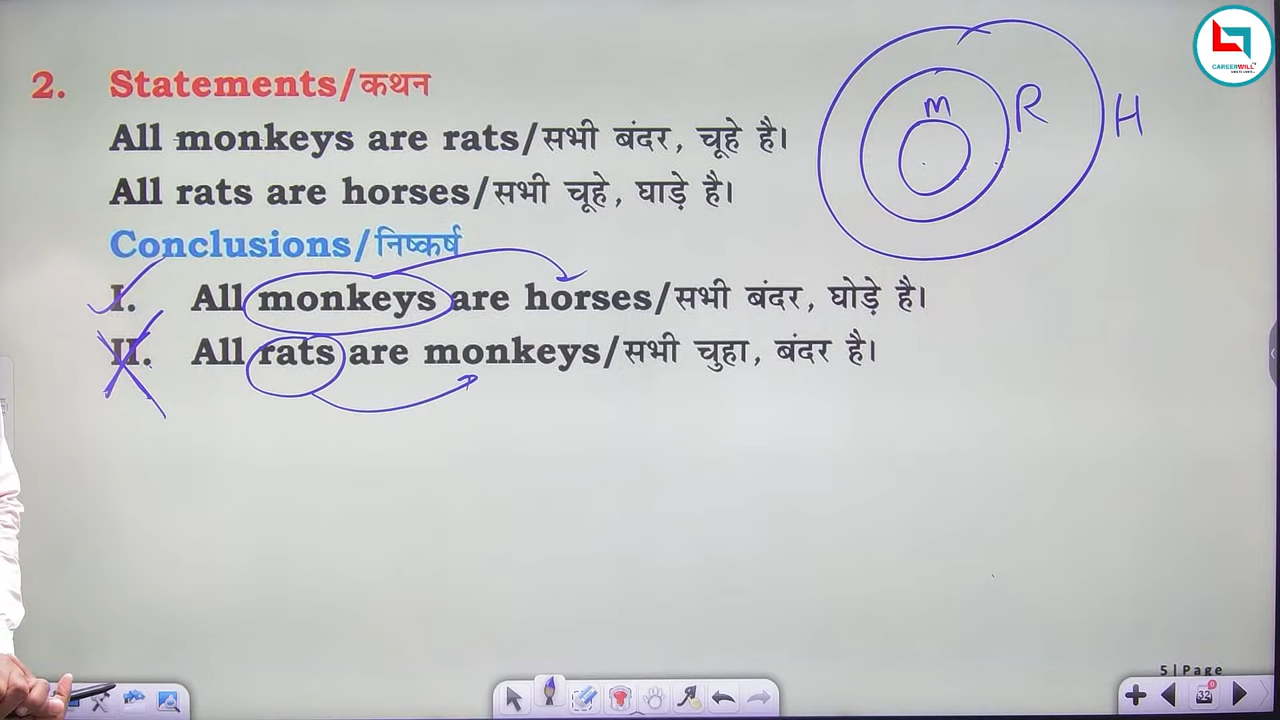 CAREERWILL
2. Statements/कथन
All monkeys are rats/सभी बंदर, चूहे है।
All rats are horses/सभी चूहे, घाड़े है।
Conclusions/निष्कर्ष
I. All monkeys are horses/सभी बंदर, घोड़े है।
II. All rats are monkeys/सभी चुहा, बंदर है।
M
R
H
5|Page
32